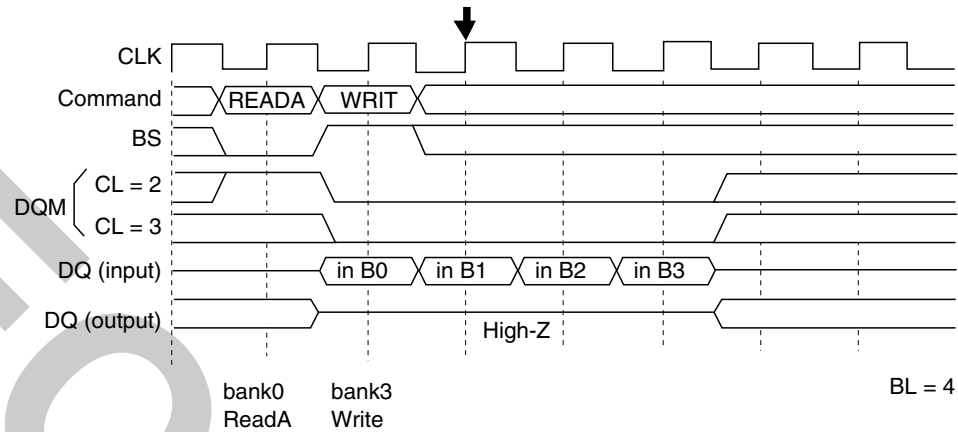 CLK
Command READA WRIT
BS
DQM CL = 2
CL = 3
DQ (input) in B0 in B1 in B2 in B3
DQ (output) High-Z
bank0 bank3 BL = 4
ReadA Write